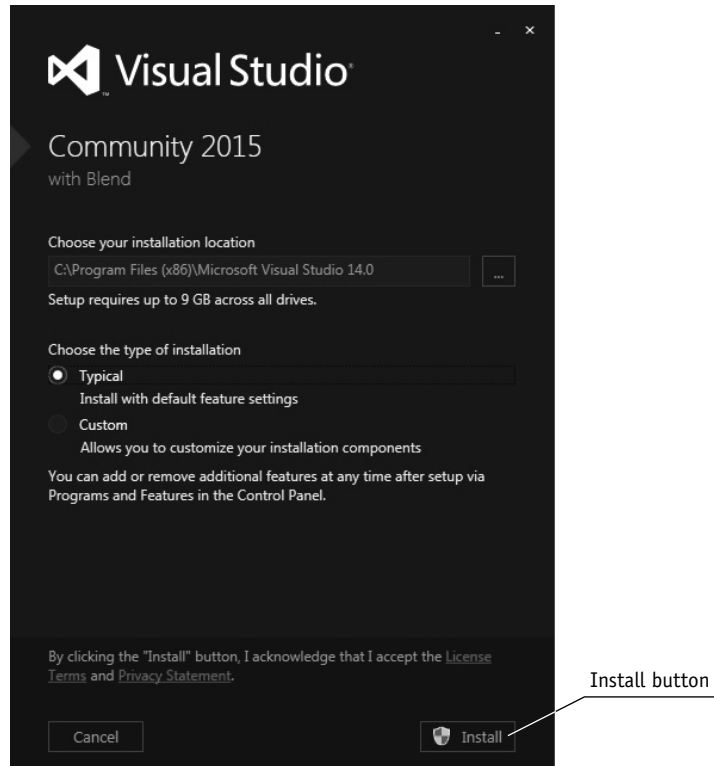 Visual Studio
Community 2015
with Blend
Choose your installation location
C:\Program Files (x86)\Microsoft Visual Studio 14.0
...
Setup requires up to 9 GB across all drives.
Choose the type of installation
Typical
Install with default feature settings
Custom
Allows you to customize your installation components
You can add or remove additional features at any time after setup via
Programs and Features in the Control Panel.
By clicking the "Install" button, I acknowledge that I accept the License
Terms and Privacy Statement.
Cancel
Install
Install button